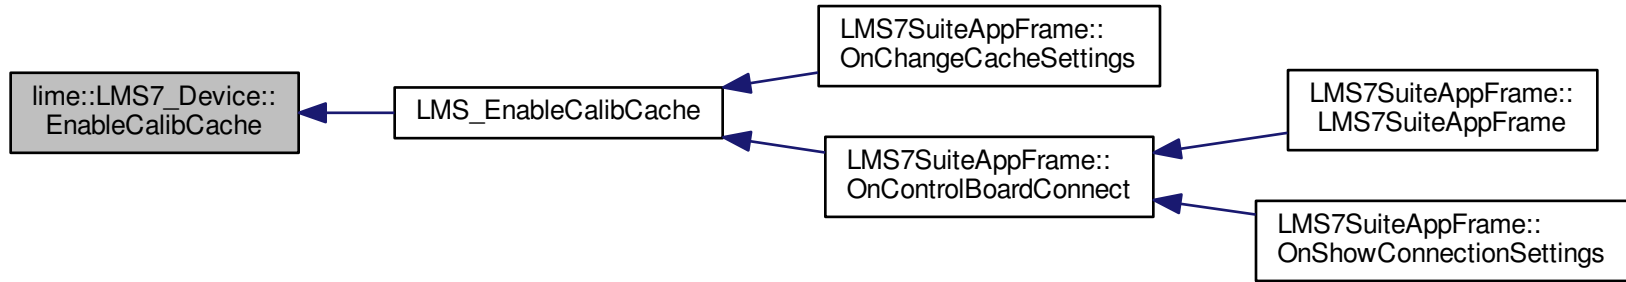 lime::LMS7_Device::
EnableCalibCache
LMS_EnableCalibCache
LMS7SuiteAppFrame::
OnChangeCacheSettings
LMS7SuiteAppFrame::
OnControlBoardConnect
LMS7SuiteAppFrame::
LMS7SuiteAppFrame
LMS7SuiteAppFrame::
OnShowConnectionSettings